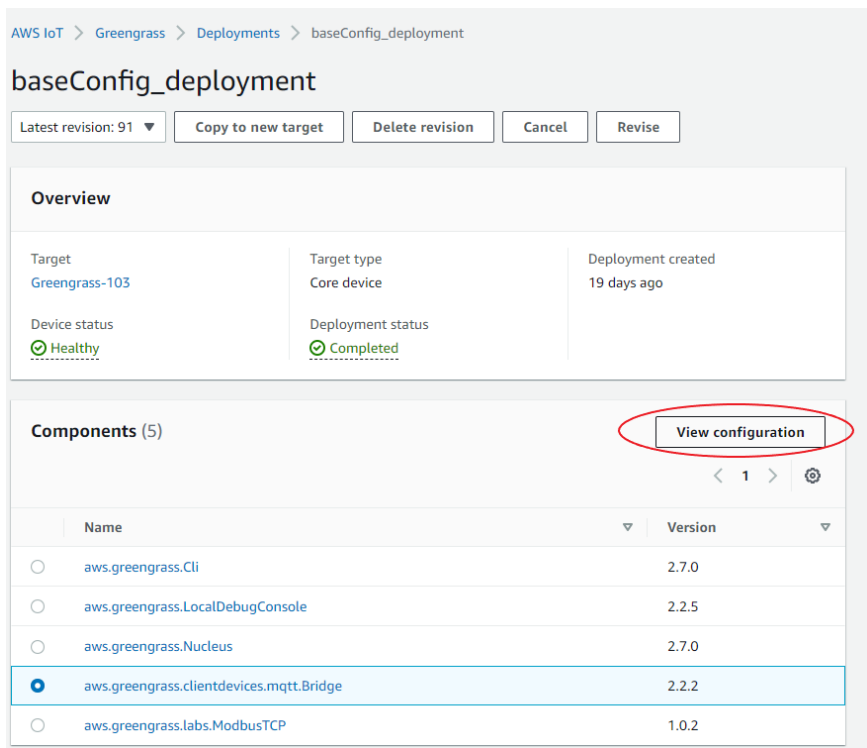 AWS IoT > Greengrass > Deployments > baseConfig_deployment
baseConfig_deployment
Latest revision: 91 ▼ Copy to new target Delete revision Cancel Revise
Overview
Target Target type Deployment created
Greengrass-103 Core device 19 days ago
Device status Deployment status
Healthy Completed
Components (5) View configuration
< 1 >
Name Version
aws.greengrass.Cli 2.7.0
aws.greengrass.LocalDebugConsole 2.2.5
aws.greengrass.Nucleus 2.7.0
aws.greengrass.clientdevices.mqtt.Bridge 2.2.2
aws.greengrass.labs.ModbusTCP 1.0.2